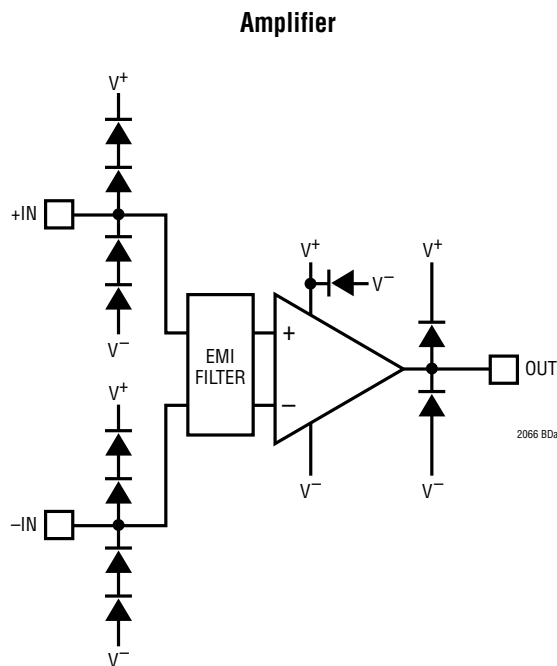 Amplifier
V+
+IN
V−
V+
V−
V+
EMI
FILTER
+
−
OUT
2066 BDa
V+
V−
V−
−IN
V−